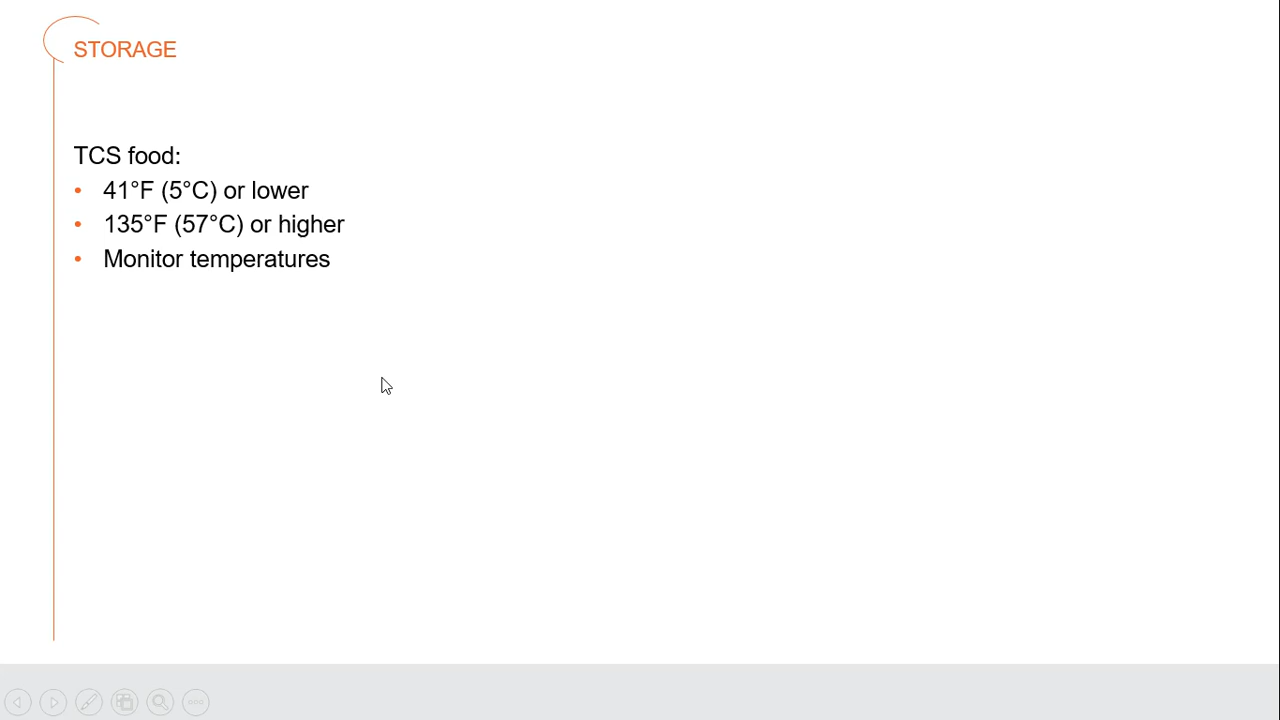 STORAGE
TCS food:
• 41°F (5°C) or lower
• 135°F (57°C) or higher
• Monitor temperatures